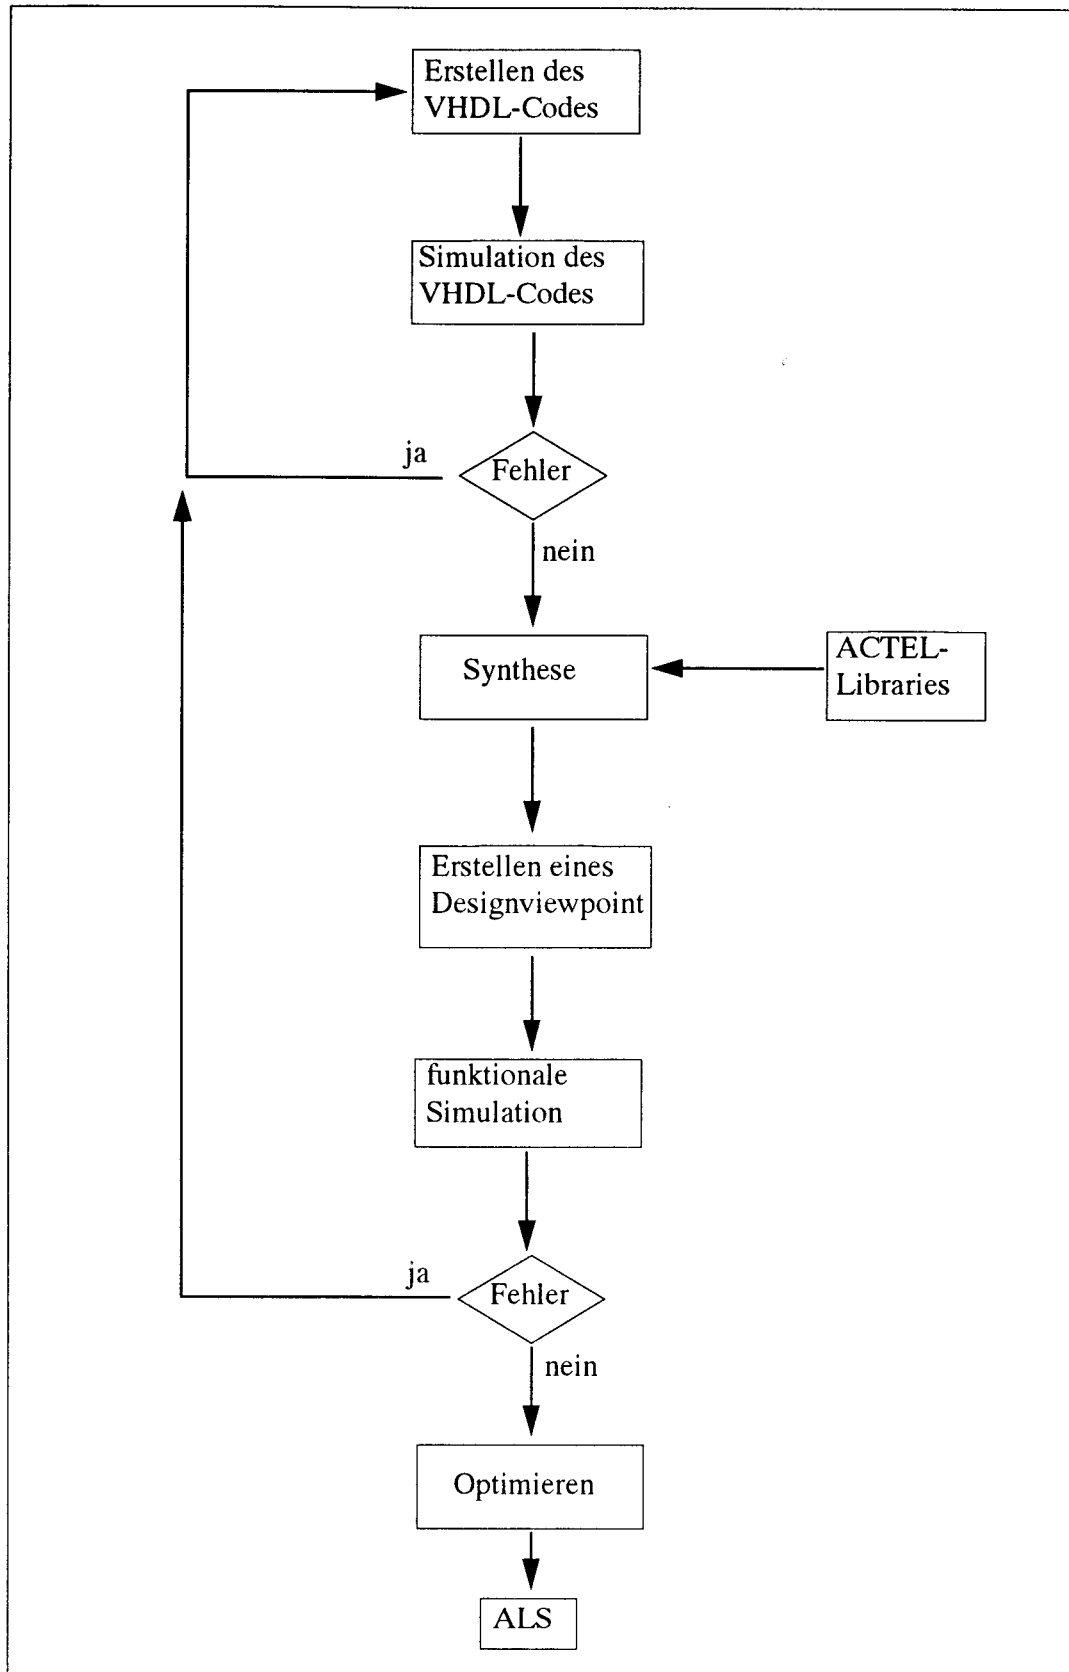 Erstellen des
VHDL-Codes
Simulation des
VHDL-Codes
ja
Fehler
nein
Synthese
ACTEL-
Libraries
Erstellen eines
Designviewpoint
funktionale
Simulation
ja
Fehler
nein
Optimieren
ALS